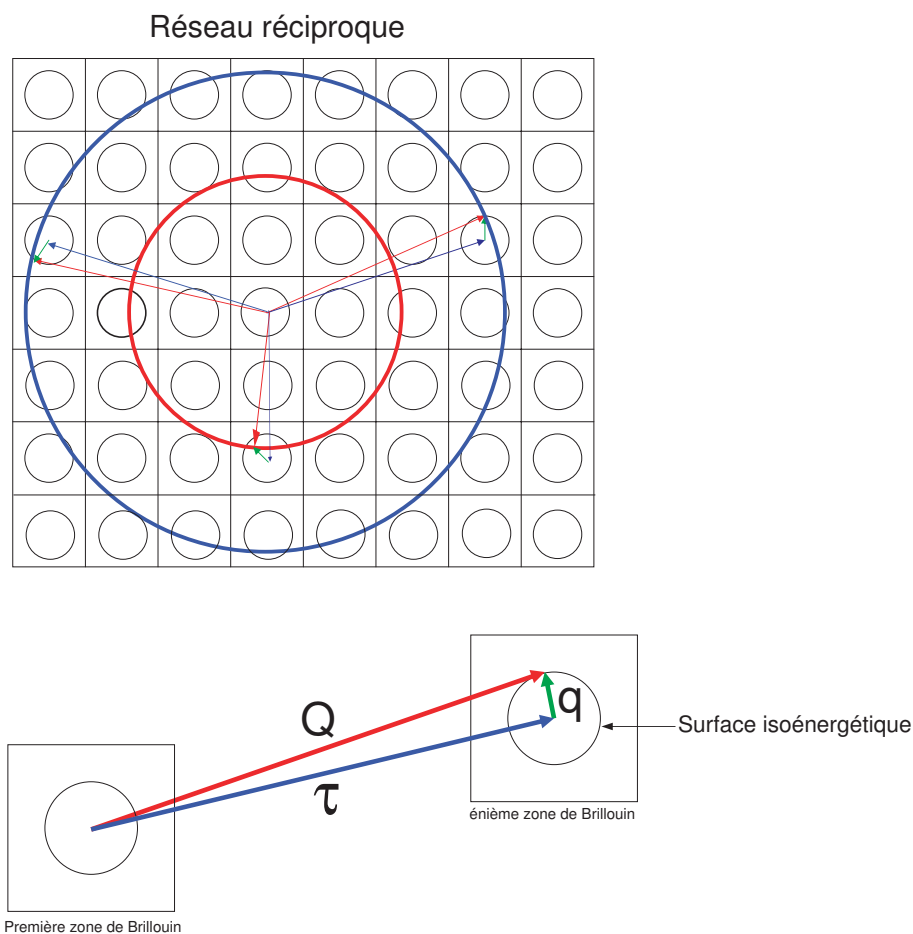 Réseau réciproque
Q
q
τ
Surface isoénergétique
énième zone de Brillouin
Première zone de Brillouin